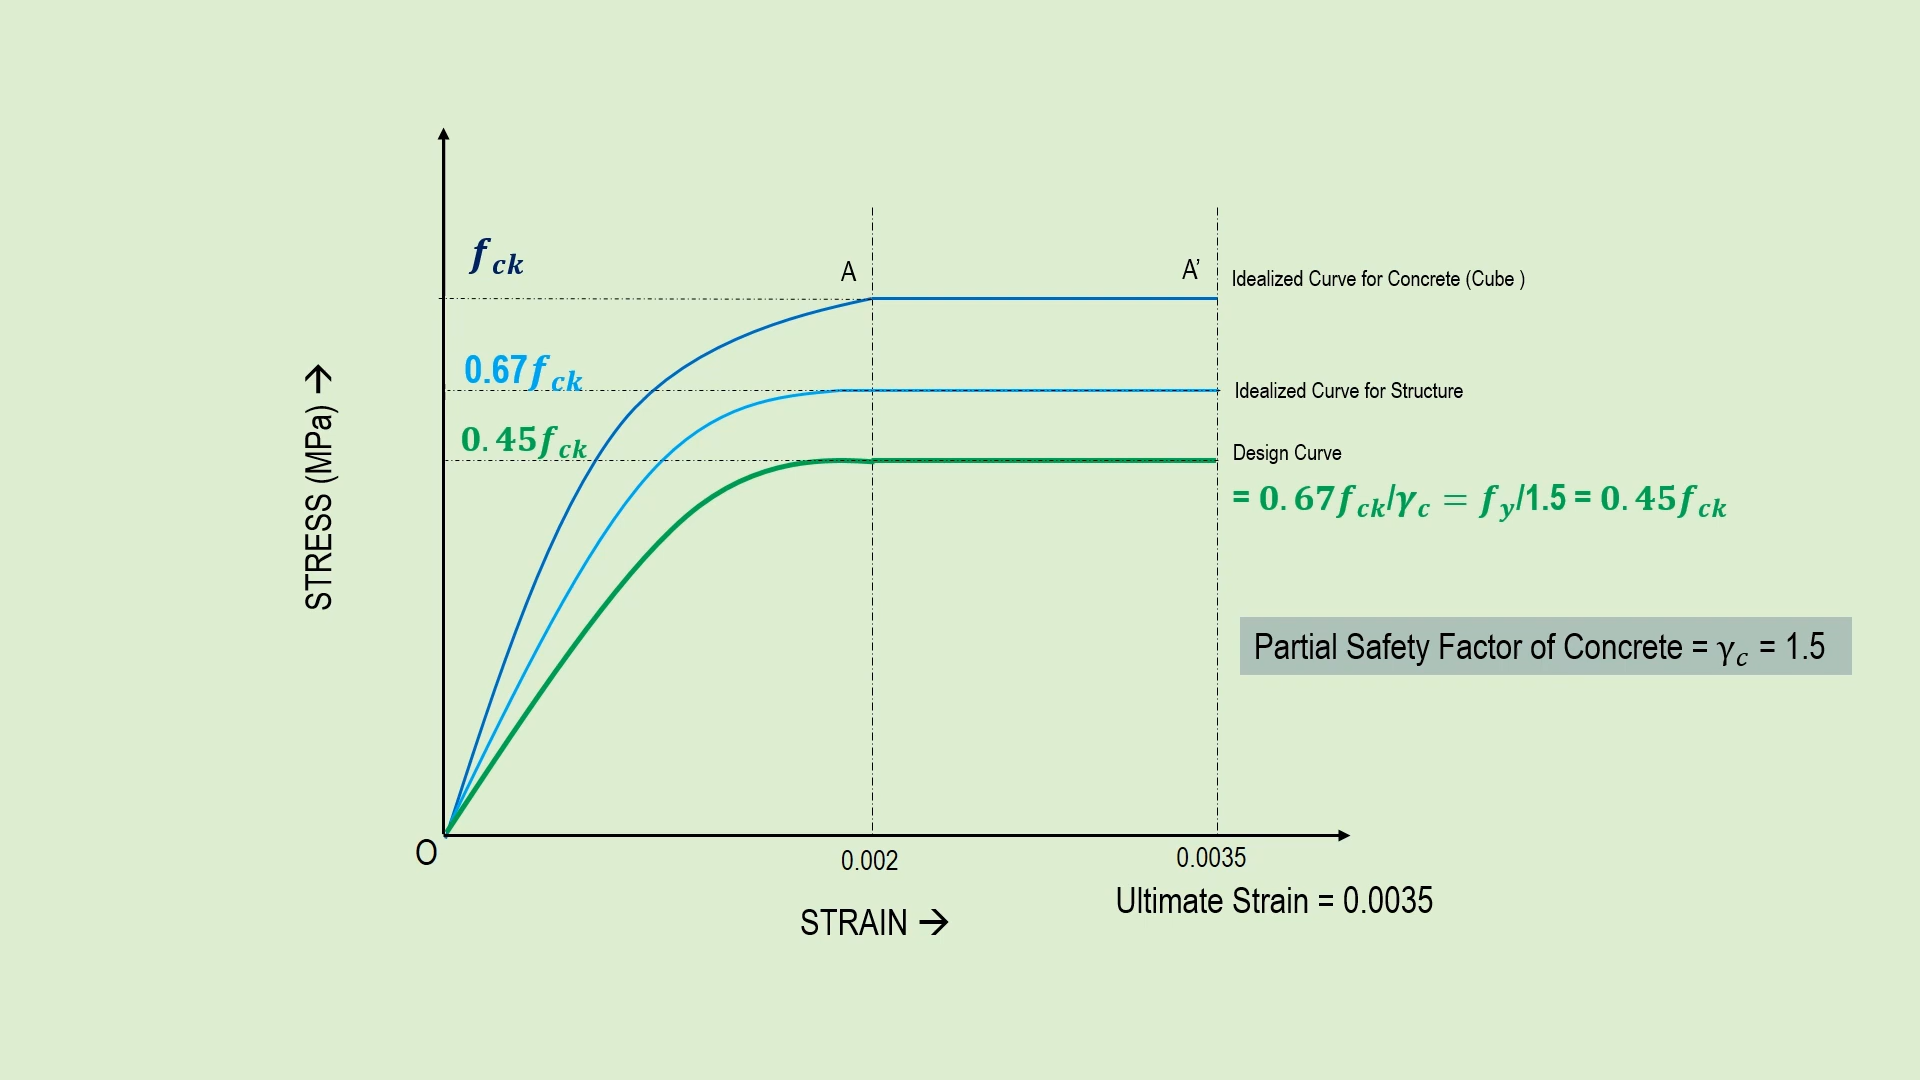 f_ck
A
A’
Idealized Curve for Concrete (Cube )
0.67f_ck
Idealized Curve for Structure
0.45f_ck
Design Curve
= 0.67f_ck/γ_c = f_y/1.5 = 0.45f_ck
STRESS (MPa) →
Partial Safety Factor of Concrete = γ_c = 1.5
O
0.002
0.0035
Ultimate Strain = 0.0035
STRAIN →